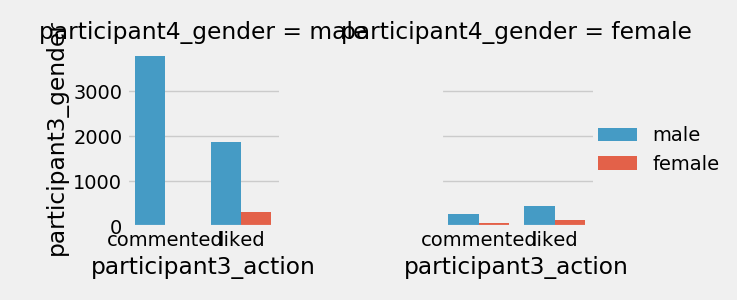 participant4_gender = male
participant4_gender = female
participant3_gender
3000
2000
1000
0
commented
liked
commented
liked
participant3_action
participant3_action
male
female